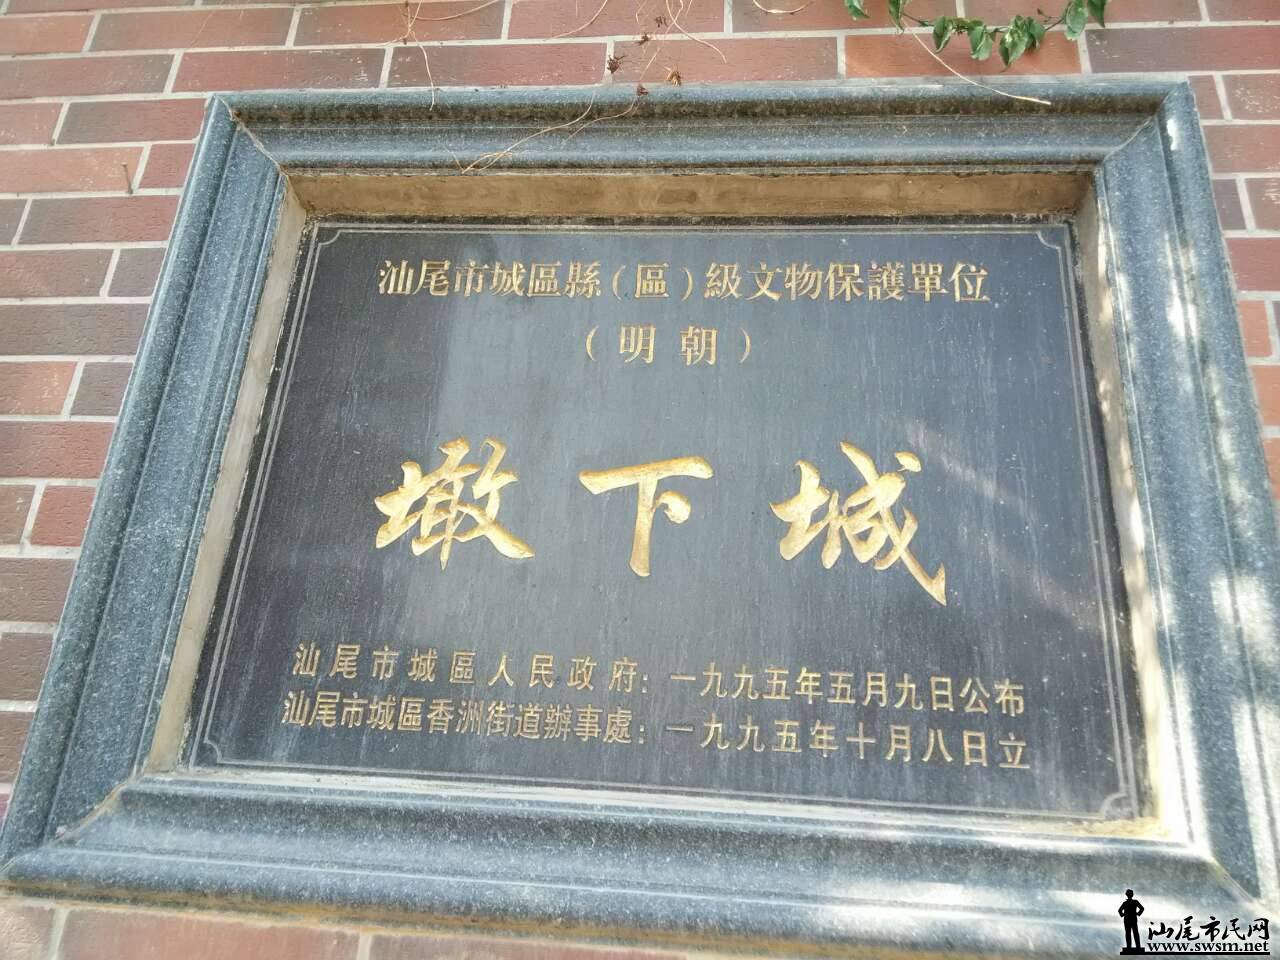 汕尾市城區縣（區）級文物保護單位
（明朝）
墩下城
汕尾市城區人民政府：一九九五年五月九日公布
汕尾市城區香洲街道辦事處：一九九五年十月八日立
汕尾市民网
www.swsm.net